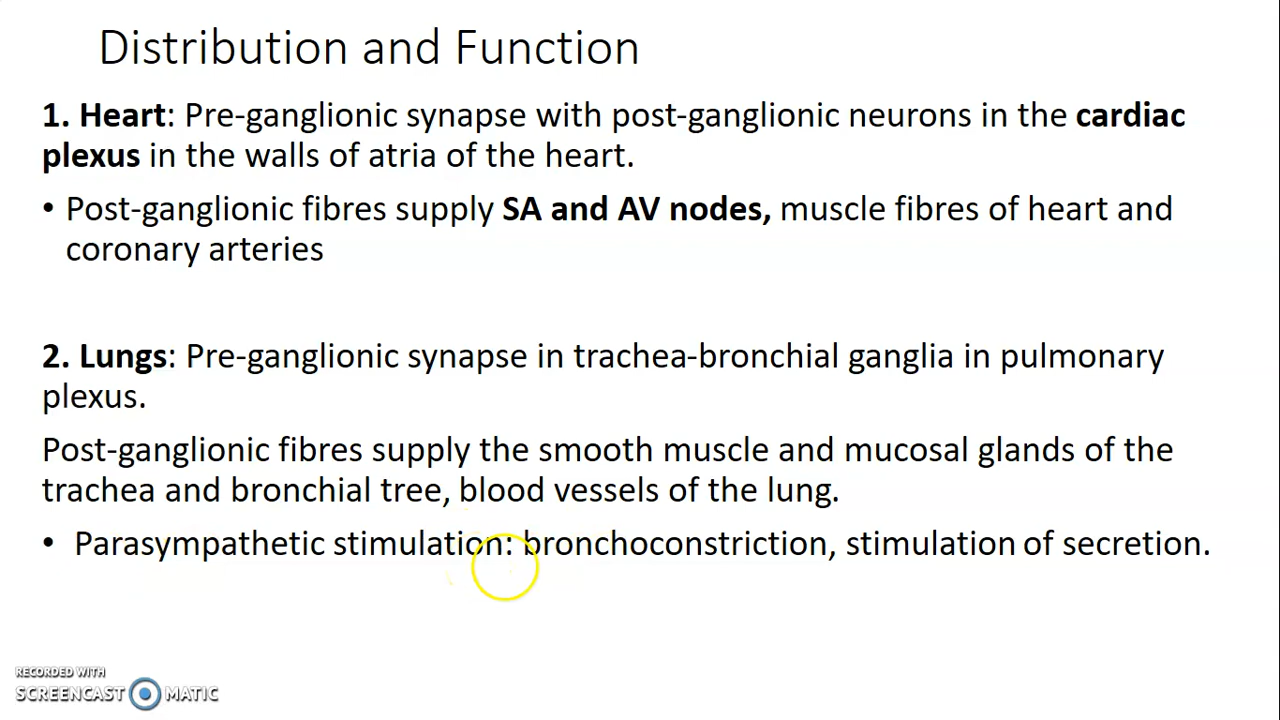 Distribution and Function
1. Heart: Pre-ganglionic synapse with post-ganglionic neurons in the cardiac
plexus in the walls of atria of the heart.
• Post-ganglionic fibres supply SA and AV nodes, muscle fibres of heart and
coronary arteries
2. Lungs: Pre-ganglionic synapse in trachea-bronchial ganglia in pulmonary
plexus.
Post-ganglionic fibres supply the smooth muscle and mucosal glands of the
trachea and bronchial tree, blood vessels of the lung.
• Parasympathetic stimulation: bronchoconstriction, stimulation of secretion.
RECORDED WITH
SCREENCAST MATIC